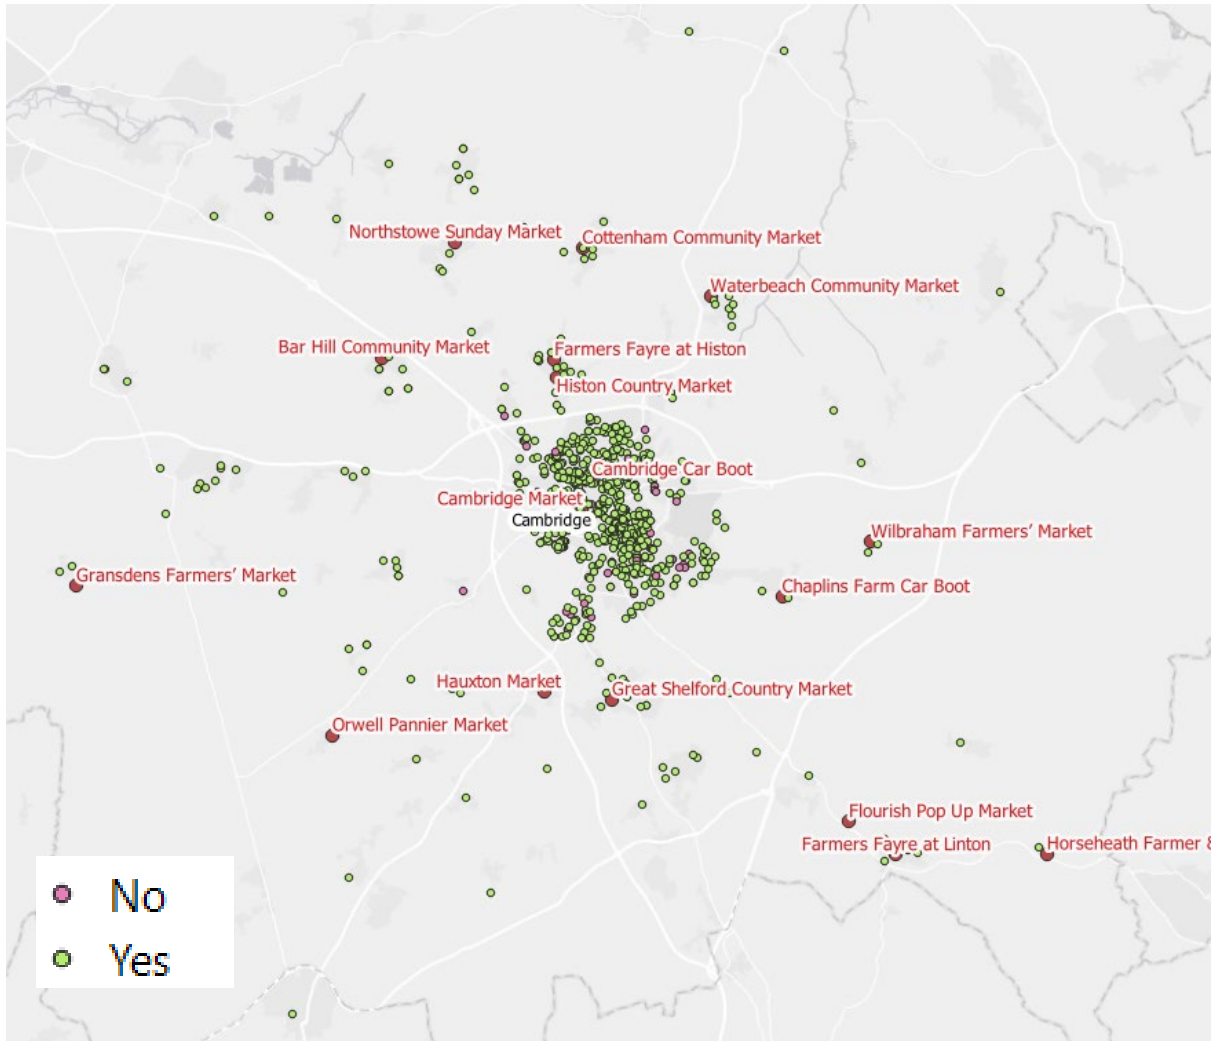 Northstowe Sunday Market
Cottenham Community Market
Waterbeach Community Market
Bar Hill Community Market
Farmers Fayre at Histon
Histon Country Market
Cambridge Car Boot
Cambridge Market
Cambridge
Wilbraham Farmers’ Market
Gransdens Farmers’ Market
Chaplins Farm Car Boot
Hauxton Market
Great Shelford Country Market
Orwell Pannier Market
Flourish Pop Up Market
Farmers Fayre at Linton
Horseheath Farmer &
No
Yes